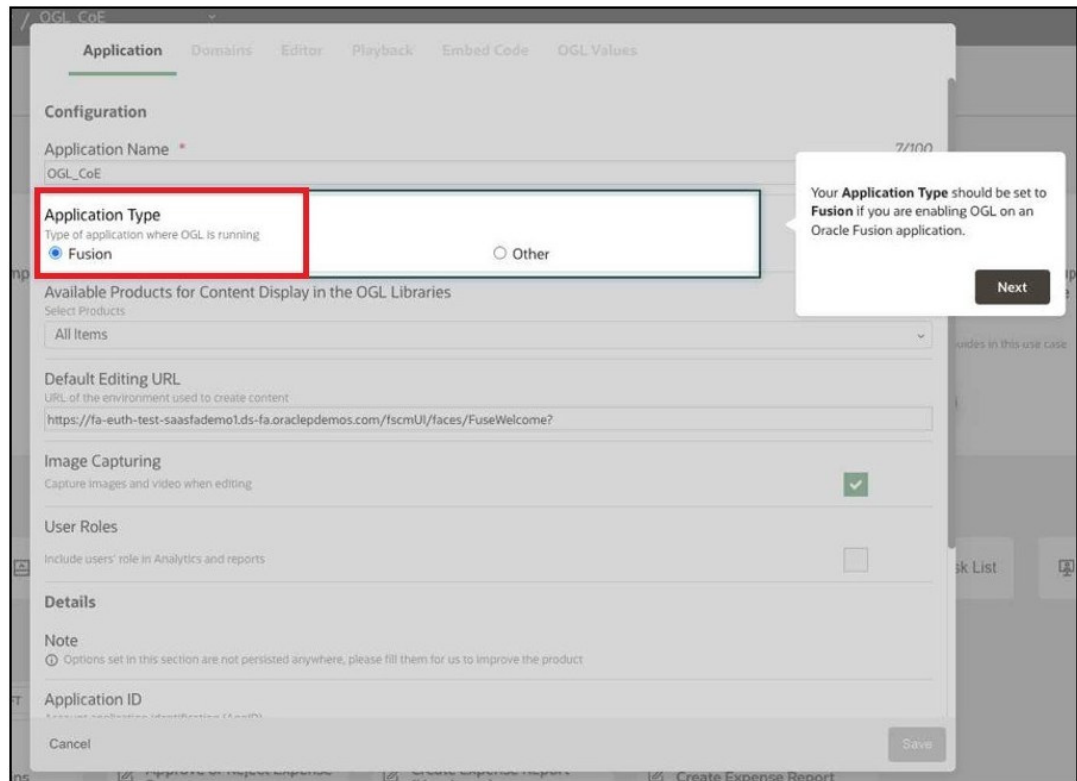 / OGL_CoE
Application Domains Editor Playback Embed Code OGL Values
Configuration
Application Name *
7/100
OGL_CoE
Application Type
Type of application where OGL is running
Fusion
Other
Your Application Type should be set to
Fusion if you are enabling OGL on an
Oracle Fusion application.
Next
Available Products for Content Display in the OGL Libraries
Select Products
All Items
uides in this use case
Default Editing URL
URL of the environment used to create content
https://fa-euth-test-saasfademo1.ds-fa.oraclepdemos.com/fscmUI/faces/FuseWelcome?
Image Capturing
Capture images and video when editing
User Roles
Include users' role in Analytics and reports
sk List
Details
Note
Options set in this section are not persisted anywhere, please fill them for us to improve the product
Application ID
Account application identification (AppID)
Cancel
Save
Approve or Reject Expense
Create Expense Report
Create Expense Report